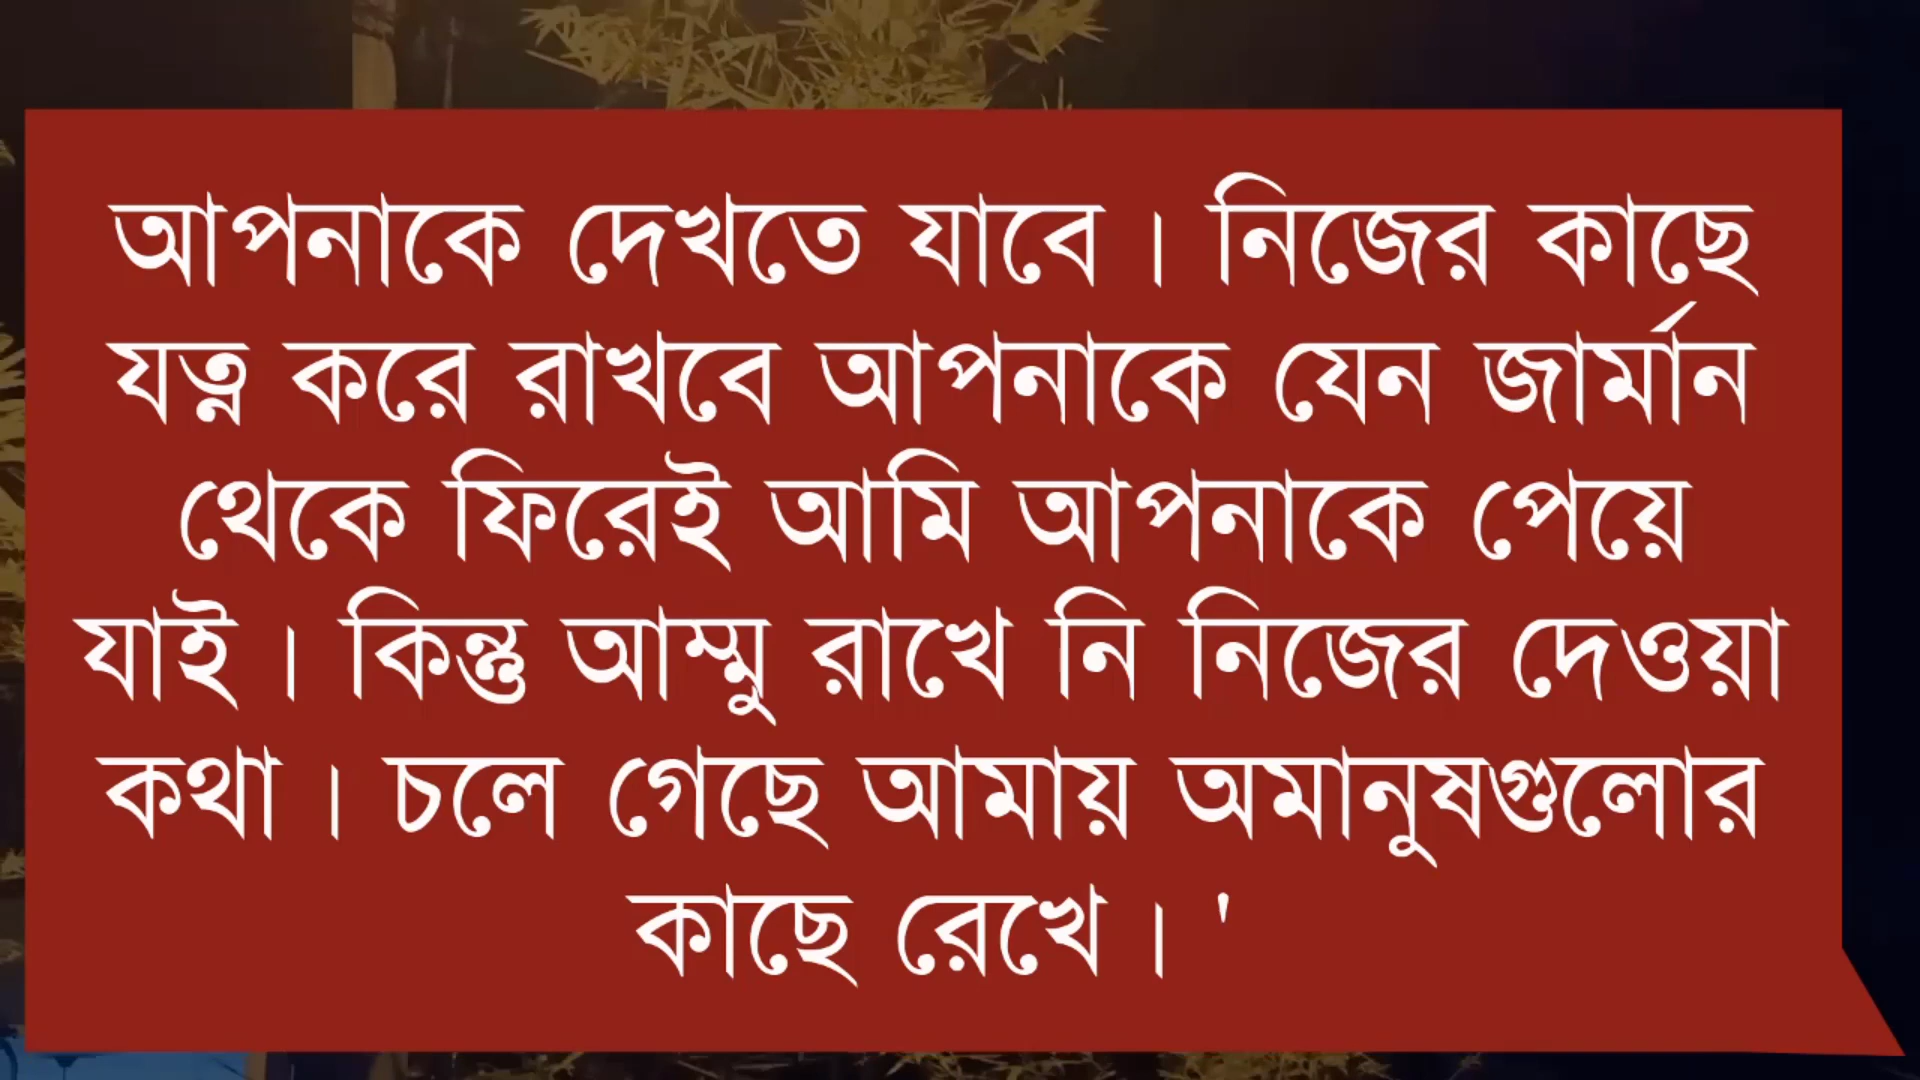 আপনাকে দেখতে যাবে । নিজের কাছে
যত্ন করে রাখবে আপনাকে যেন জার্মান
থেকে ফিরেই আমি আপনাকে পেয়ে
যাই । কিন্তু আম্মু রাখে নি নিজের দেওয়া
কথা । চলে গেছে আমায় অমানুষগুলোর
কাছে রেখে । '